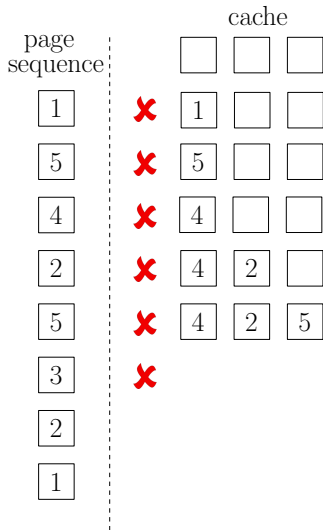 cache
page
sequence
1 ✘ 1
5 ✘ 5
4 ✘ 4
2 ✘ 4 2
5 ✘ 4 2 5
3 ✘
2
1